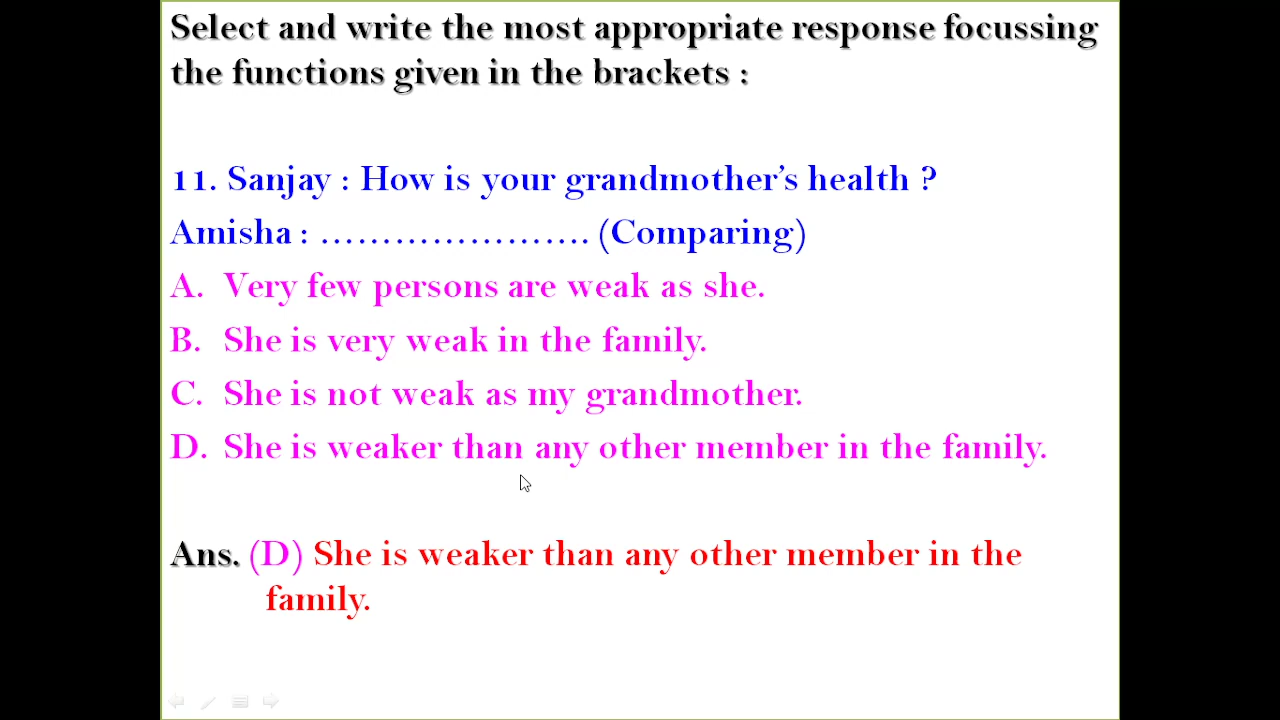 Select and write the most appropriate response focussing
the functions given in the brackets :
11. Sanjay : How is your grandmother’s health ?
Amisha : …………………. (Comparing)
A. Very few persons are weak as she.
B. She is very weak in the family.
C. She is not weak as my grandmother.
D. She is weaker than any other member in the family.
Ans. (D) She is weaker than any other member in the
family.